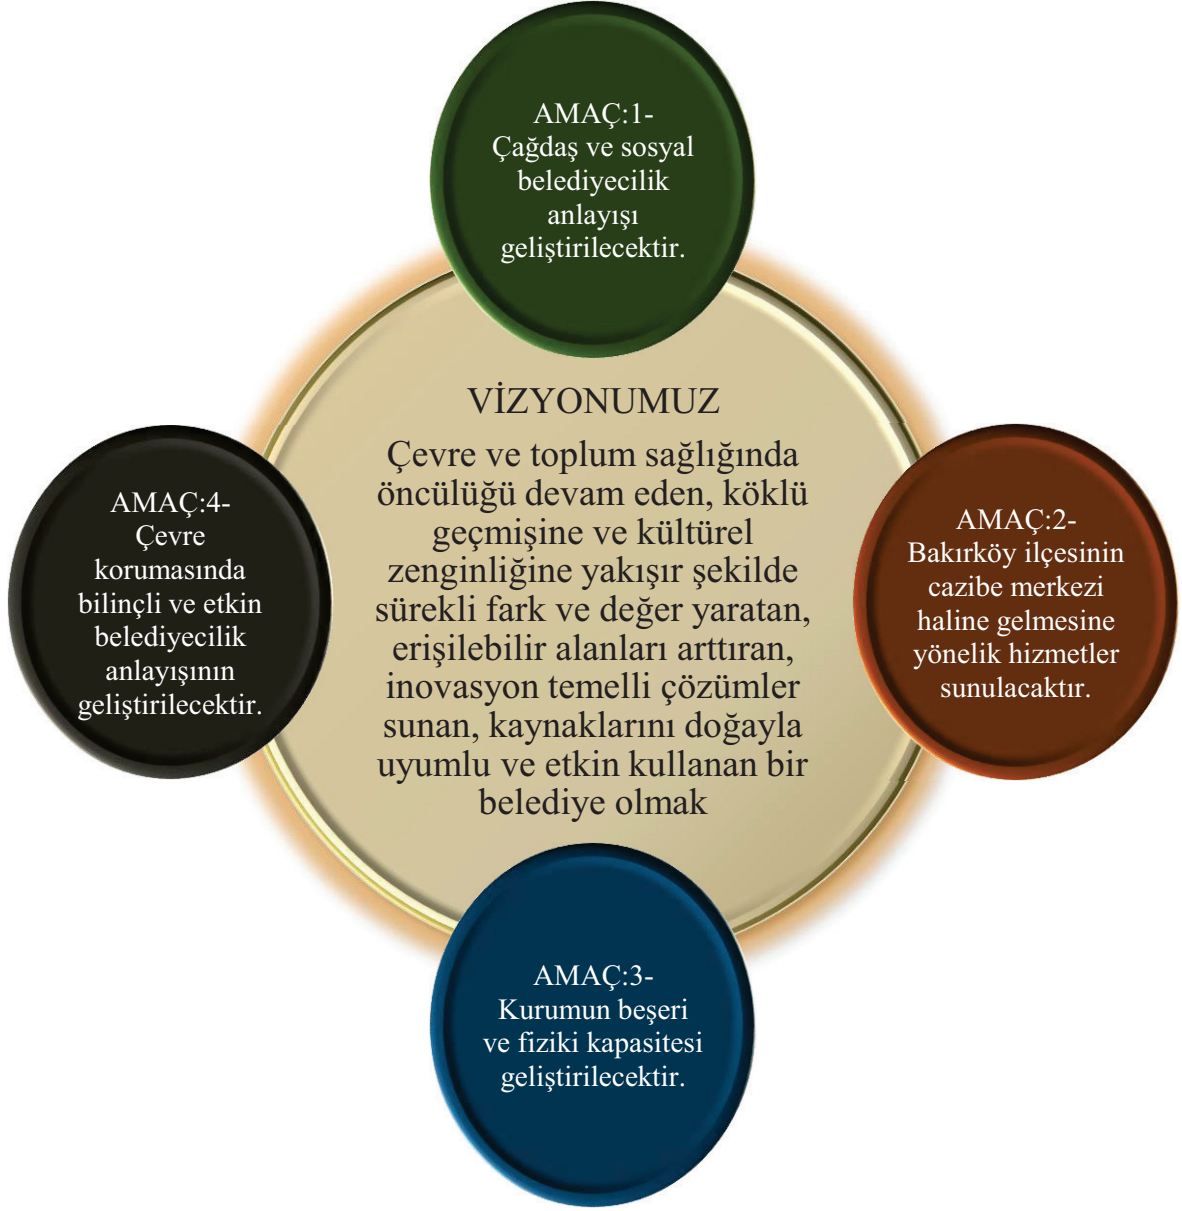 AMAÇ:1-
Çağdaş ve sosyal
belediyecilik
anlayışı
geliştirilecektir.
VİZYONUMUZ
Çevre ve toplum sağlığında
öncülüğü devam eden, köklü
geçmişine ve kültürel
zenginliğine yakışır şekilde
sürekli fark ve değer yaratan,
erişilebilir alanları arttıran,
inovasyon temelli çözümler
sunan, kaynaklarını doğayla
uyumlu ve etkin kullanan bir
belediye olmak
AMAÇ:2-
Bakırköy ilçesinin
cazibe merkezi
haline gelmesine
yönelik hizmetler
sunulacaktır.
AMAÇ:3-
Kurumun beşeri
ve fiziki kapasitesi
geliştirilecektir.
AMAÇ:4-
Çevre
korumasında
bilinçli ve etkin
belediyecilik
anlayışının
geliştirilecektir.